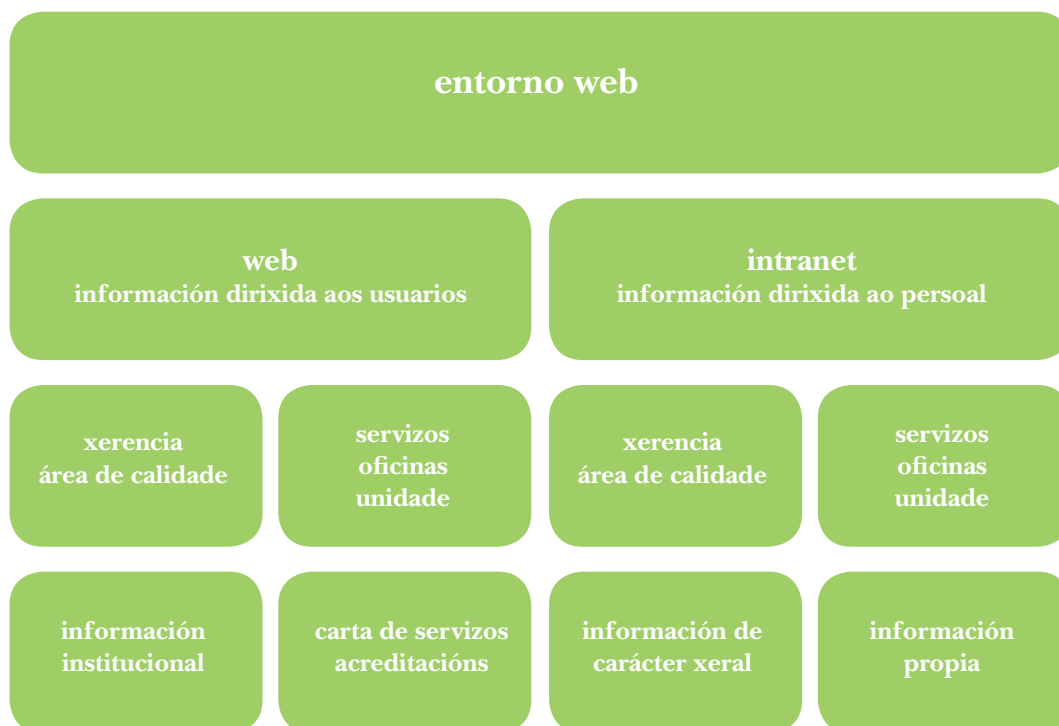 entorno web
web
información dirixida aos usuarios
intranet
información dirixida ao persoal
xerencia
área de calidade
servizos
oficinas
unidade
xerencia
área de calidade
servizos
oficinas
unidade
información
institucional
carta de servizos
acreditacións
información de
carácter xeral
información
propia